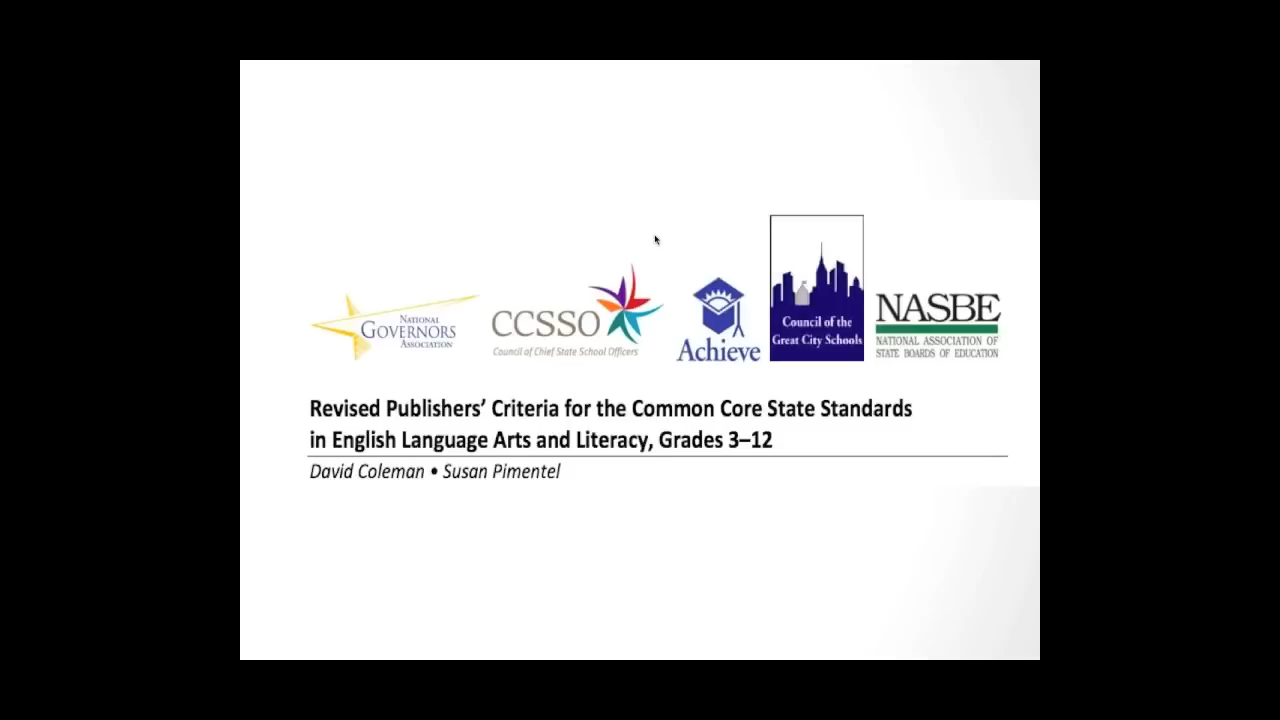 NATIONAL
GOVERNORS
ASSOCIATION
CCSSO
Council of Chief State School Officers
Achieve
Council of the
Great City Schools
NASBE
NATIONAL ASSOCIATION OF
STATE BOARDS OF EDUCATION
Revised Publishers’ Criteria for the Common Core State Standards
in English Language Arts and Literacy, Grades 3–12
David Coleman • Susan Pimentel